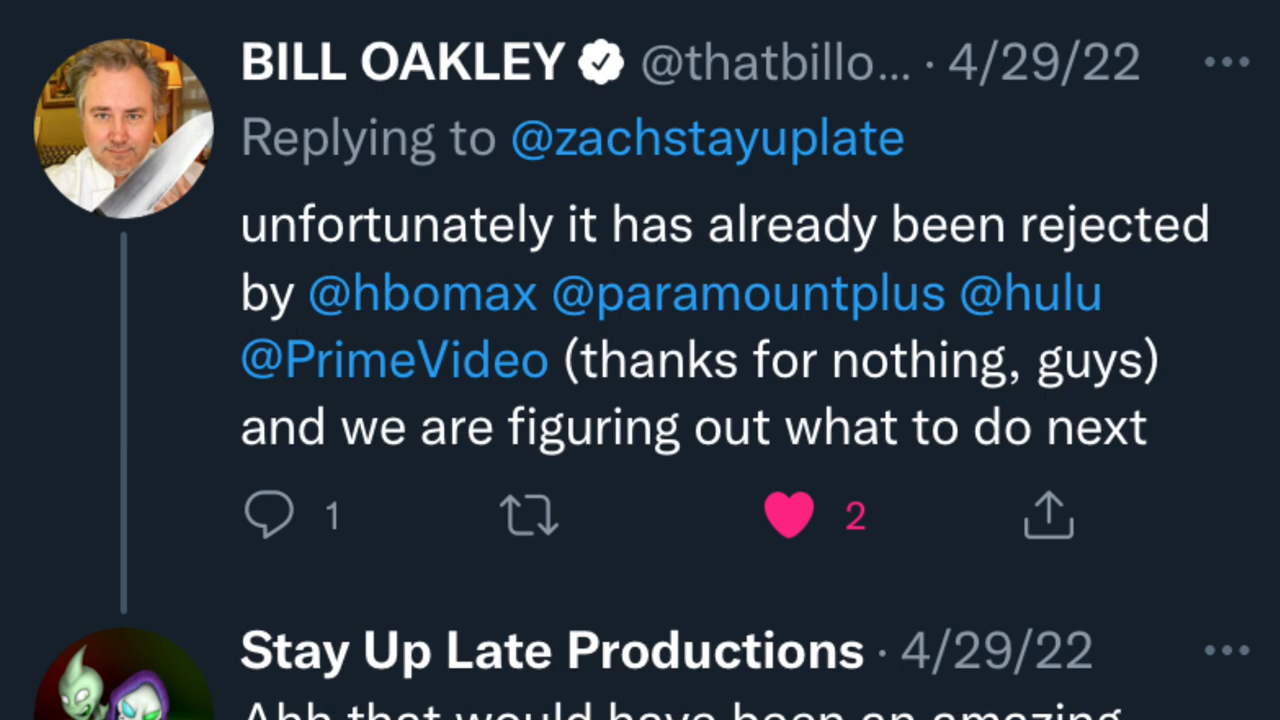 BILL OAKLEY @thatbillo... · 4/29/22
Replying to @zachstayuplate
unfortunately it has already been rejected
by @hbomax @paramountplus @hulu
@PrimeVideo (thanks for nothing, guys)
and we are figuring out what to do next
1 2
Stay Up Late Productions · 4/29/22
Ahh that would have been an amazing